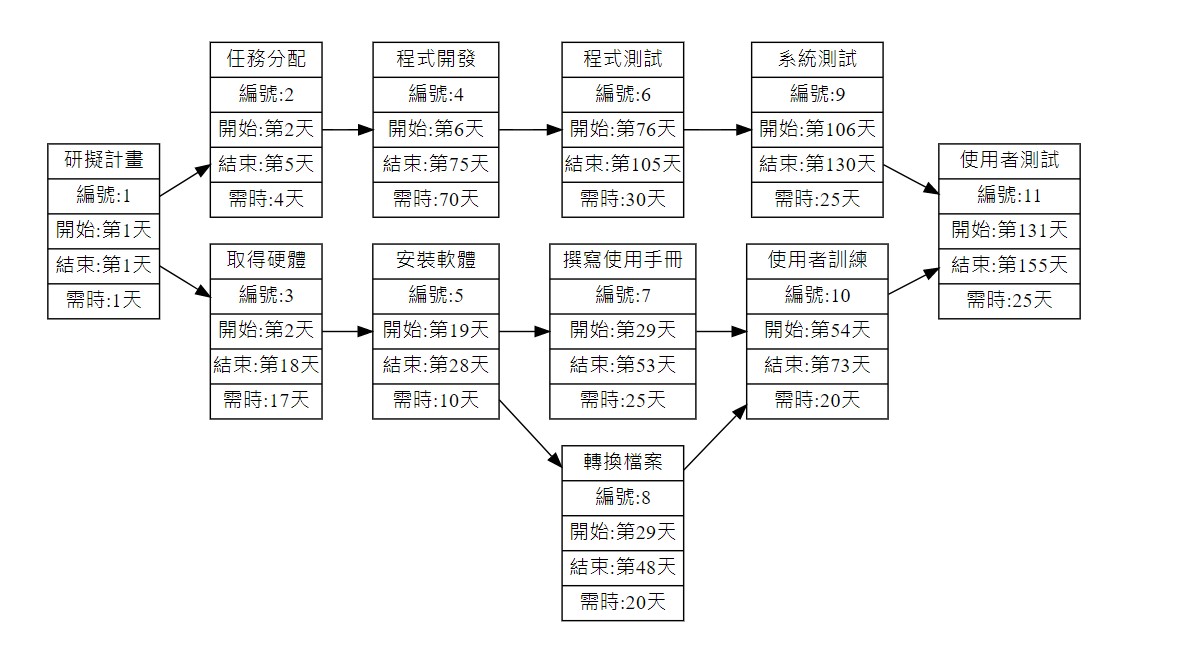 研擬計畫
編號:1
開始:第1天
結束:第1天
需時:1天
任務分配
編號:2
開始:第2天
結束:第5天
需時:4天
程式開發
編號:4
開始:第6天
結束:第75天
需時:70天
程式測試
編號:6
開始:第76天
結束:第105天
需時:30天
系統測試
編號:9
開始:第106天
結束:第130天
需時:25天
取得硬體
編號:3
開始:第2天
結束:第18天
需時:17天
安裝軟體
編號:5
開始:第19天
結束:第28天
需時:10天
撰寫使用手冊
編號:7
開始:第29天
結束:第53天
需時:25天
轉換檔案
編號:8
開始:第29天
結束:第48天
需時:20天
使用者訓練
編號:10
開始:第54天
結束:第73天
需時:20天
使用者測試
編號:11
開始:第131天
結束:第155天
需時:25天